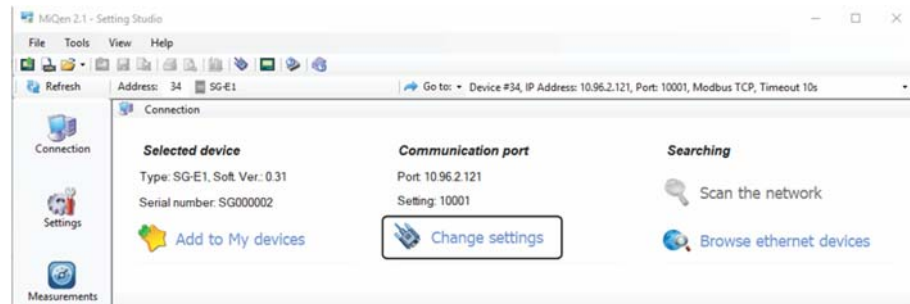 MiQen 2.1 - Setting Studio
File Tools View Help
Refresh Address: 34 SG-E1 Go to: Device #34, IP Address: 10.96.2.121, Port: 10001, Modbus TCP, Timeout 10s
Connection
Connection
Selected device Communication port Searching
Type: SG-E1, Soft. Ver.: 0.31 Port: 10.96.2.121
Scan the network
Serial number: SG000002 Setting: 10001
Settings
Add to My devices Change settings Browse ethernet devices
Measurements